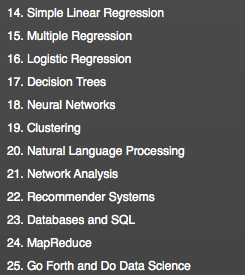 14. Simple Linear Regression
15. Multiple Regression
16. Logistic Regression
17. Decision Trees
18. Neural Networks
19. Clustering
20. Natural Language Processing
21. Network Analysis
22. Recommender Systems
23. Databases and SQL
24. MapReduce
25. Go Forth and Do Data Science